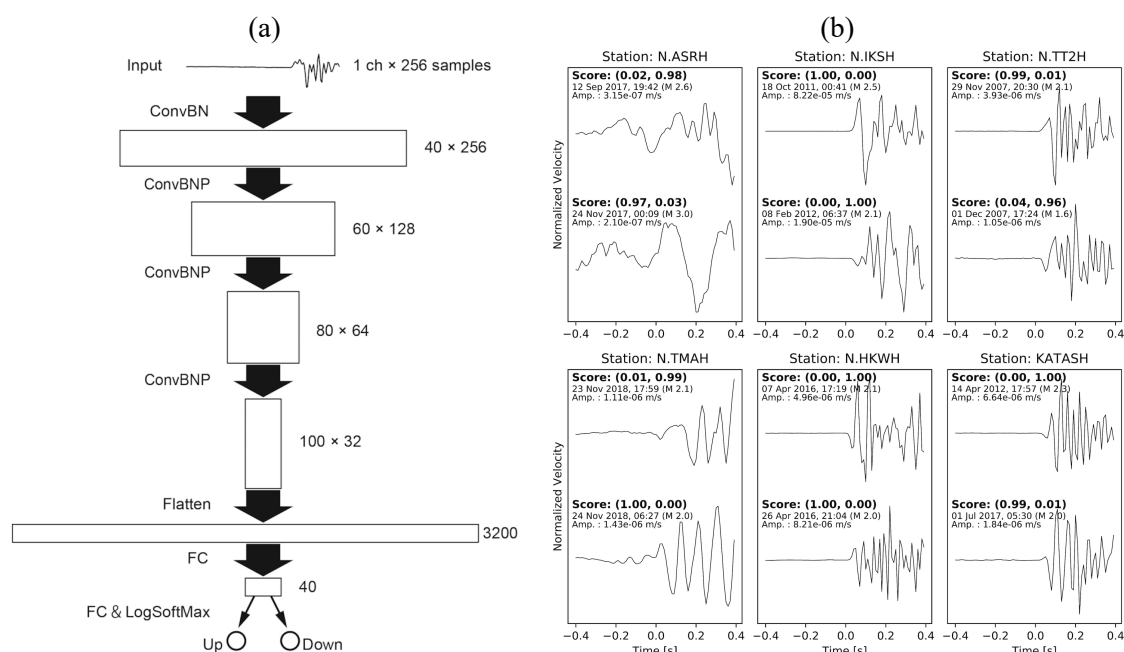 (a)
Input
1 ch × 256 samples
ConvBN
40 × 256
ConvBNP
60 × 128
ConvBNP
80 × 64
ConvBNP
100 × 32
Flatten
3200
FC
40
FC & LogSoftMax
Up
Down
(b)
Station: N.ASRH
Score: (0.02, 0.98)
12 Sep 2017, 19:42 (M 2.6)
Amp. : 3.15e-07 m/s
Score: (0.97, 0.03)
24 Nov 2017, 00:09 (M 3.0)
Amp. : 2.10e-07 m/s
Normalized Velocity
−0.4 −0.2 0.0 0.2 0.4
Station: N.IKSH
Score: (1.00, 0.00)
18 Oct 2011, 00:41 (M 2.5)
Amp. : 8.22e-05 m/s
Score: (0.00, 1.00)
08 Feb 2012, 06:37 (M 2.1)
Amp. : 1.90e-05 m/s
−0.4 −0.2 0.0 0.2 0.4
Station: N.TT2H
Score: (0.99, 0.01)
29 Nov 2007, 20:30 (M 2.1)
Amp. : 3.93e-06 m/s
Score: (0.04, 0.96)
01 Dec 2007, 17:24 (M 1.6)
Amp. : 1.05e-06 m/s
−0.4 −0.2 0.0 0.2 0.4
Station: N.TMAH
Score: (0.01, 0.99)
23 Nov 2018, 17:59 (M 2.1)
Amp. : 1.11e-06 m/s
Score: (1.00, 0.00)
24 Nov 2018, 06:27 (M 2.0)
Amp. : 1.43e-06 m/s
Normalized Velocity
−0.4 −0.2 0.0 0.2 0.4
Time [s]
Station: N.HKWH
Score: (0.00, 1.00)
07 Apr 2016, 17:19 (M 2.1)
Amp. : 4.96e-06 m/s
Score: (1.00, 0.00)
26 Apr 2016, 21:04 (M 2.0)
Amp. : 8.21e-06 m/s
−0.4 −0.2 0.0 0.2 0.4
Time [s]
Station: KATASH
Score: (0.00, 1.00)
14 Apr 2012, 17:57 (M 2.3)
Amp. : 6.64e-06 m/s
Score: (0.99, 0.01)
01 Jul 2017, 05:30 (M 2.0)
Amp. : 1.84e-06 m/s
−0.4 −0.2 0.0 0.2 0.4
Time [s]